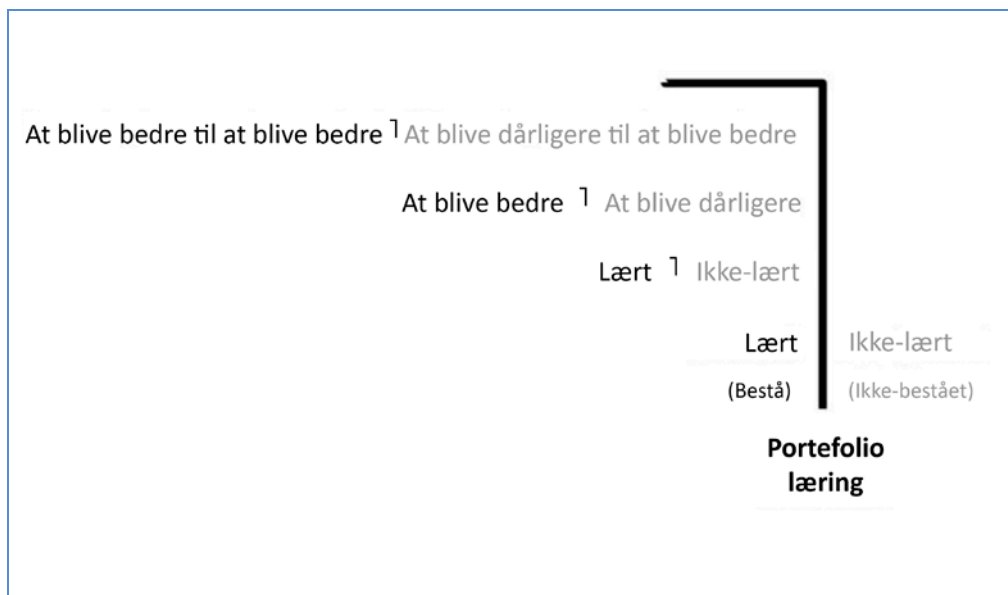 At blive bedre til at blive bedre ˥ At blive dårligere til at blive bedre
At blive bedre ˥ At blive dårligere
Lært ˥ Ikke-lært
Lært Ikke-lært
(Bestå) (Ikke-bestået)
Portefolio
læring